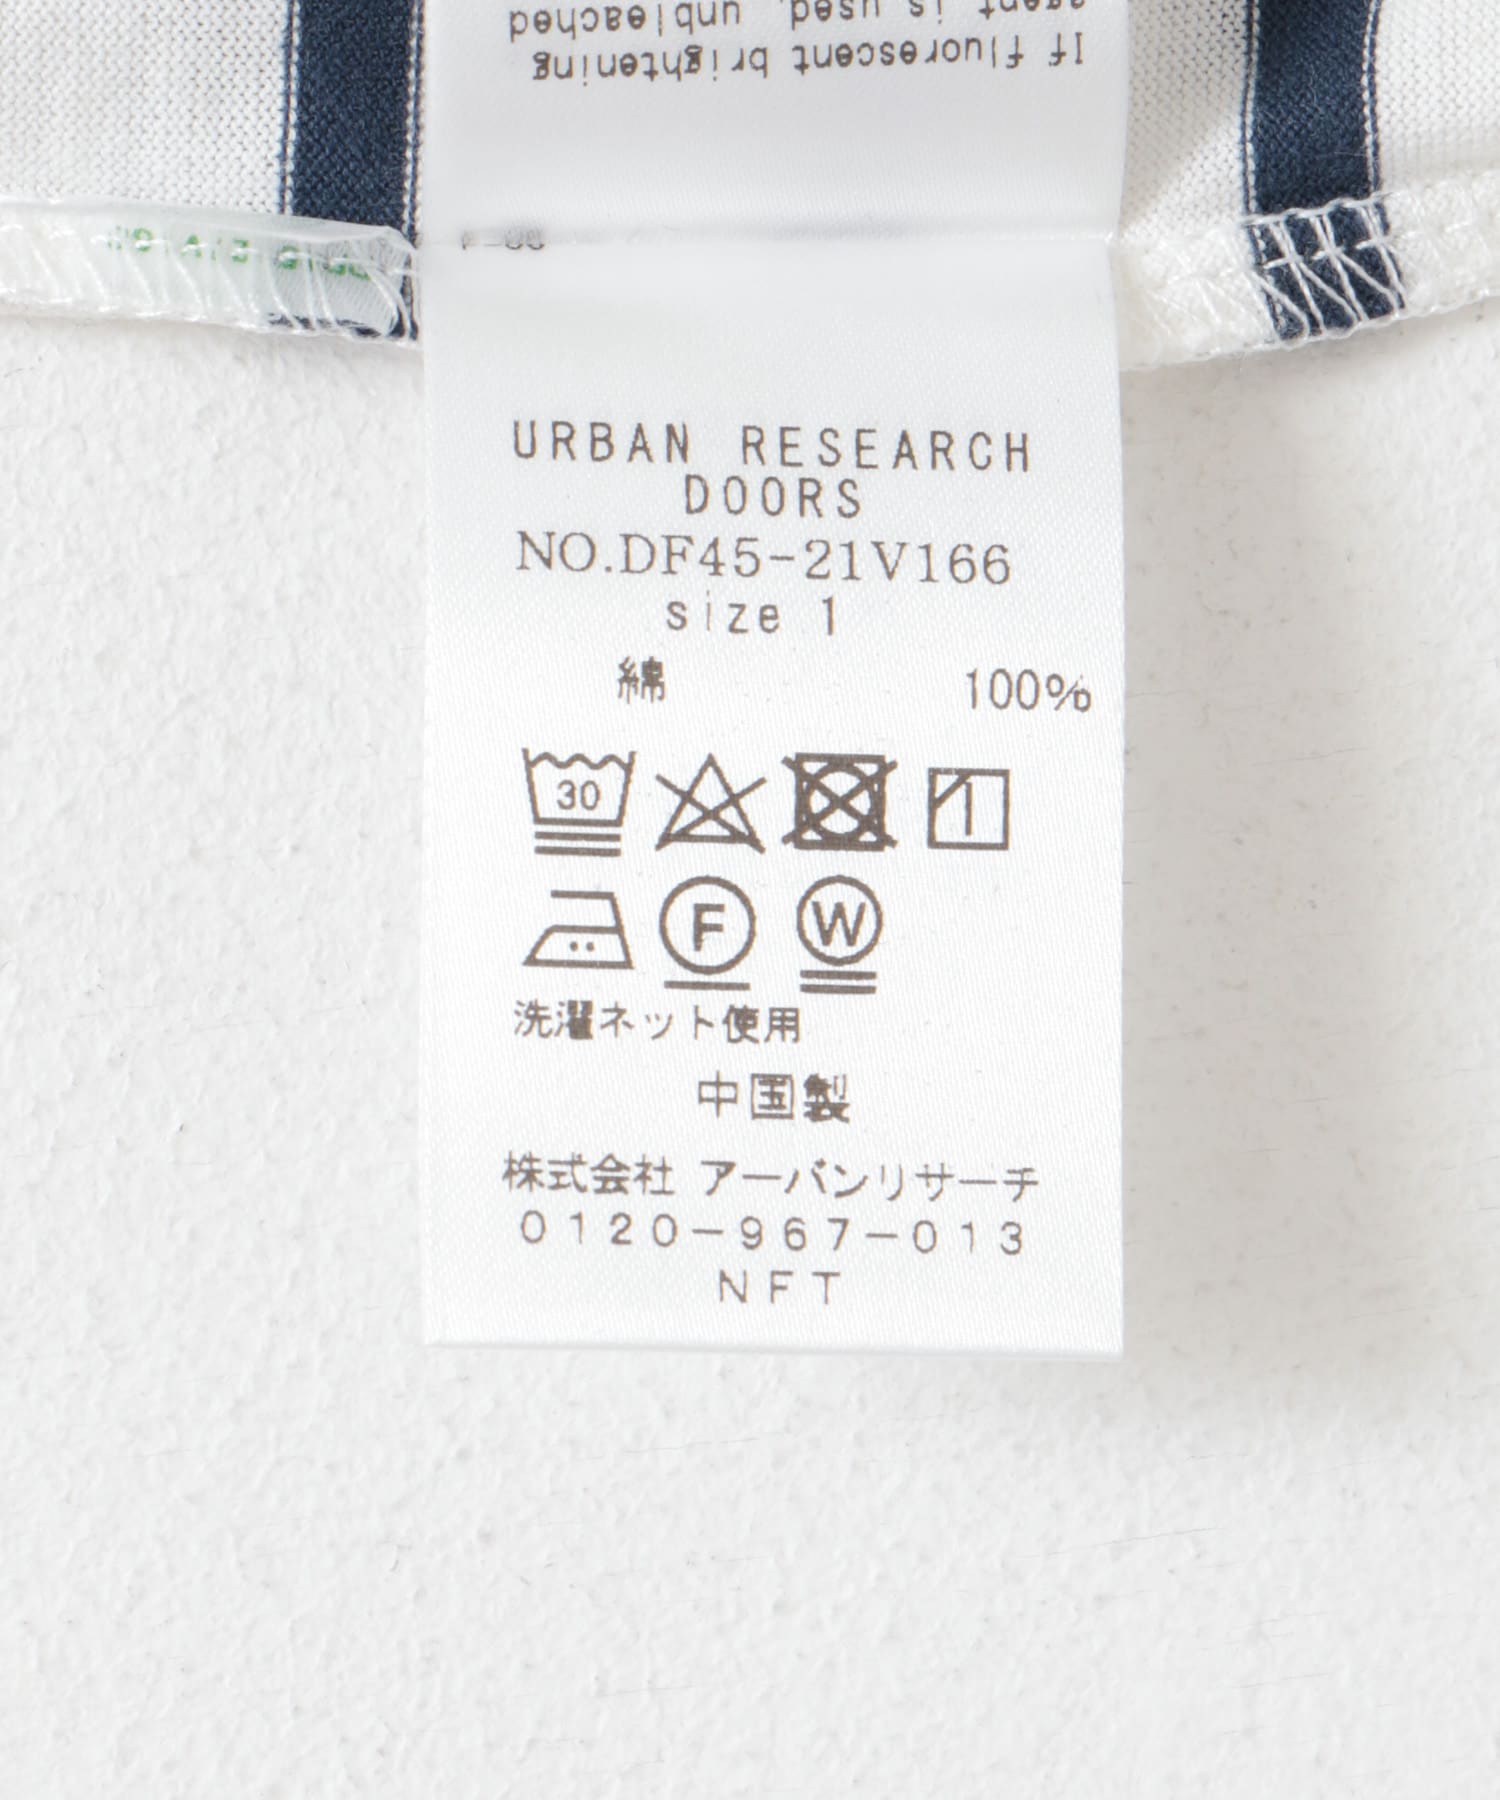 If fluorescent brightening
agent is used, unbleached
URBAN RESEARCH
DOORS
NO.DF45-21V166
size 1
綿 100%
30
F W
洗濯ネット使用
中国製
株式会社 アーバンリサーチ
0120-967-013
NFT